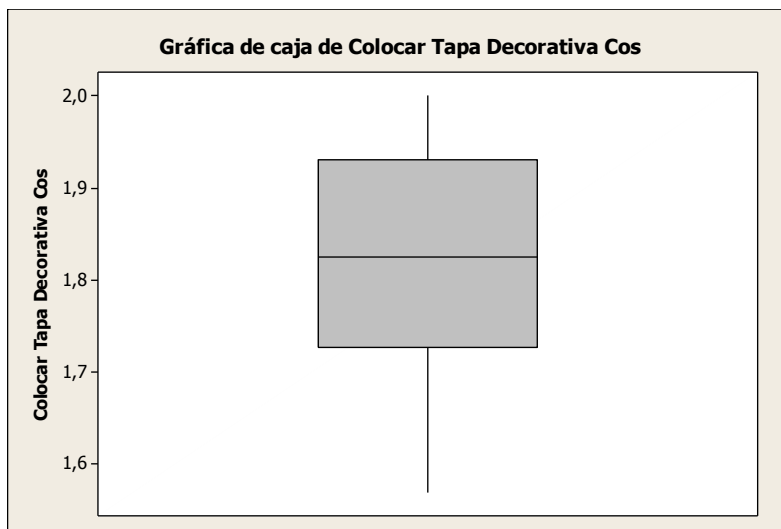 Gráfica de caja de Colocar Tapa Decorativa Cos
Colocar Tapa Decorativa Cos
2,0
1,9
1,8
1,7
1,6